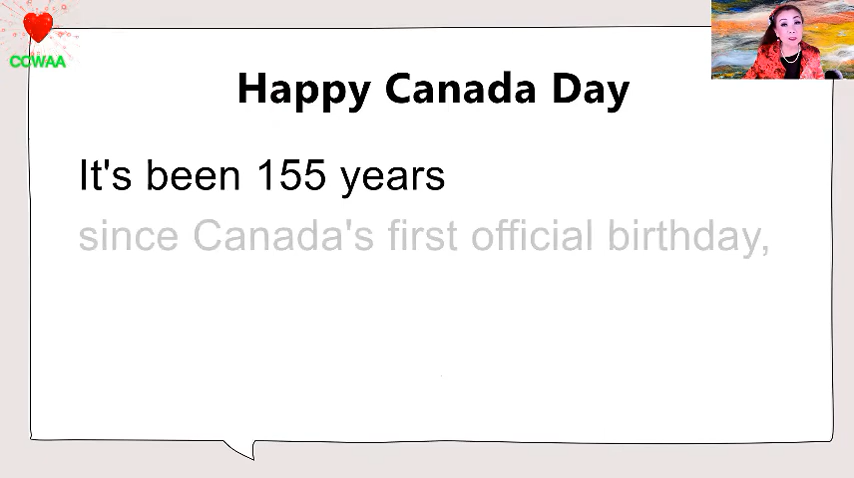 CCWAA
Happy Canada Day
It's been 155 years
since Canada's first official birthday,